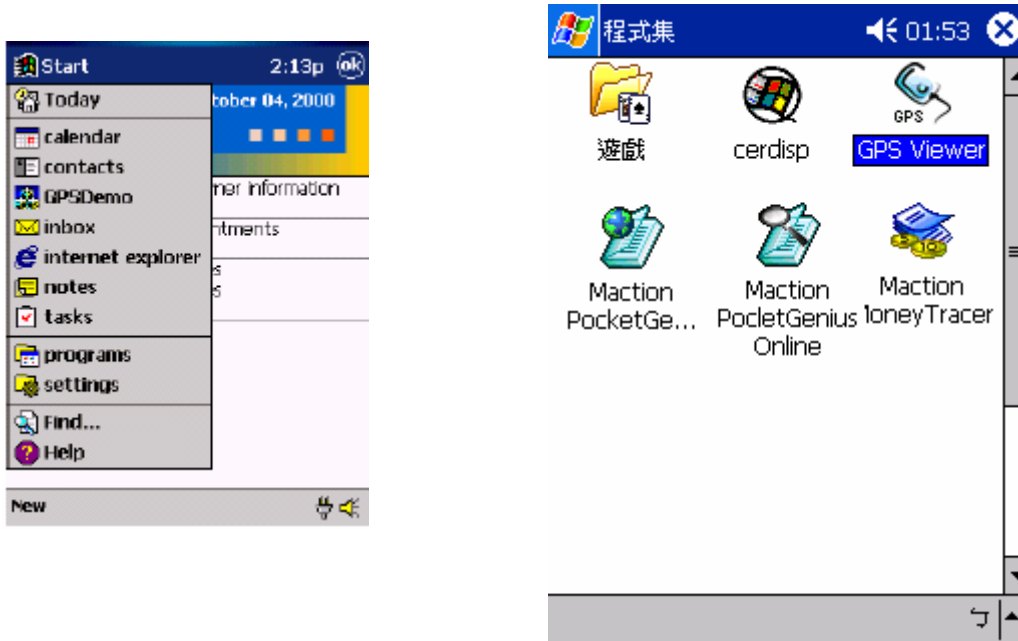 Start 2:13p ok
Today
tober 04, 2000
calendar
contacts
ner information
GPSDemo
inbox
ntments
internet explorer
es
notes
es
tasks
programs
settings
Find...
Help
New
程式集 01:53
遊戲
cerdisp
GPS
GPS Viewer
Maction
PocketGe...
Maction
PocletGenius
Online
Maction
loneyTracer
ㄅ